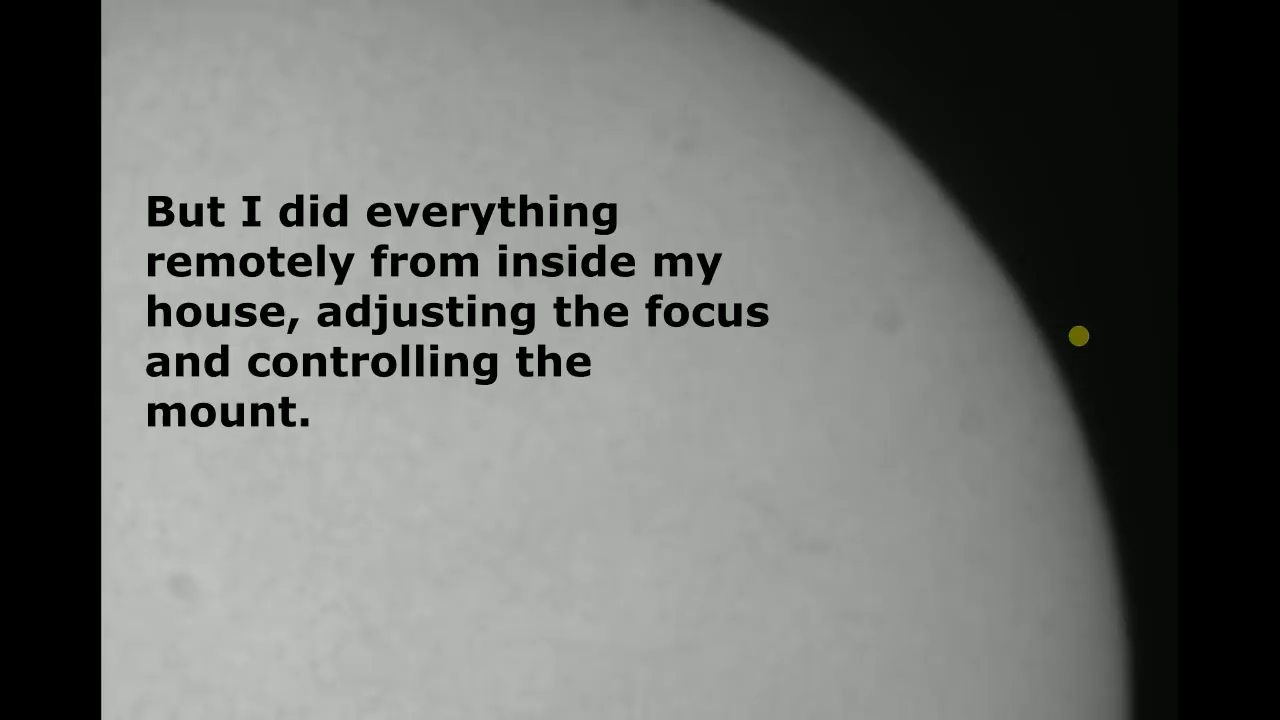 But I did everything
remotely from inside my
house, adjusting the focus
and controlling the
mount.